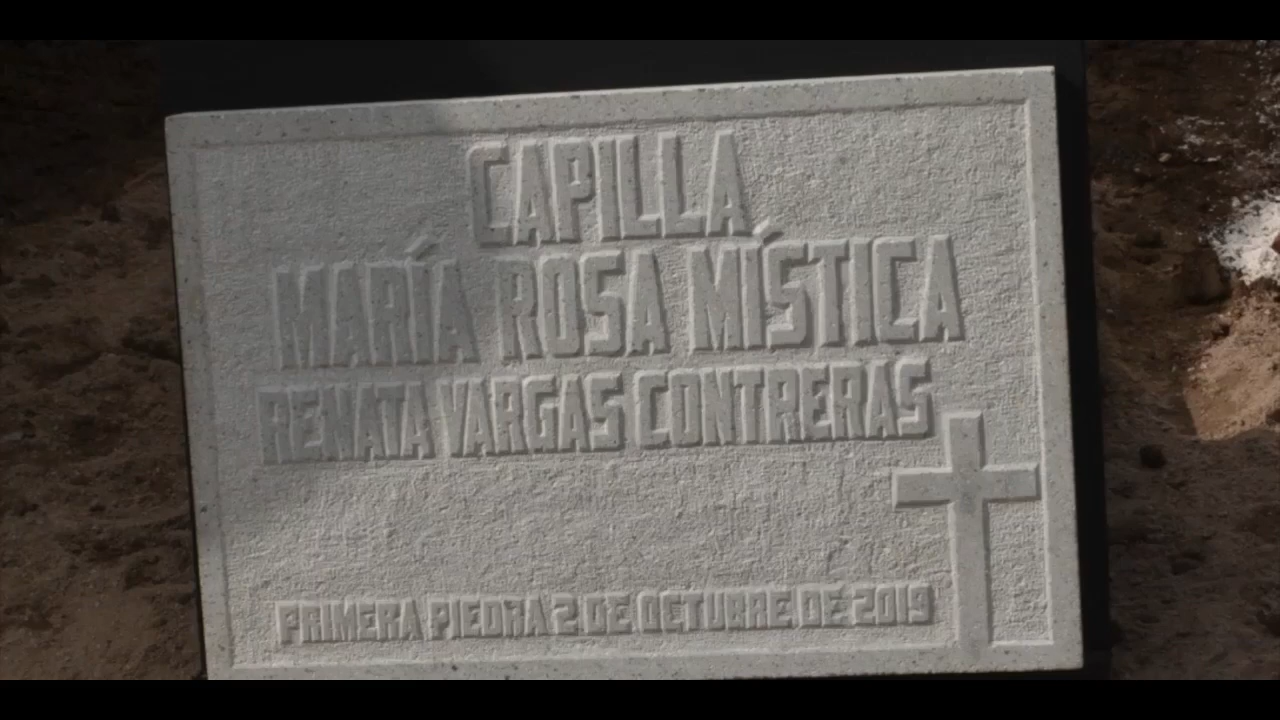 CAPILLA
MARÍA ROSA MÍSTICA
RENATA VARGAS CONTRERAS
PRIMERA PIEDRA 2 DE OCTUBRE DE 2019